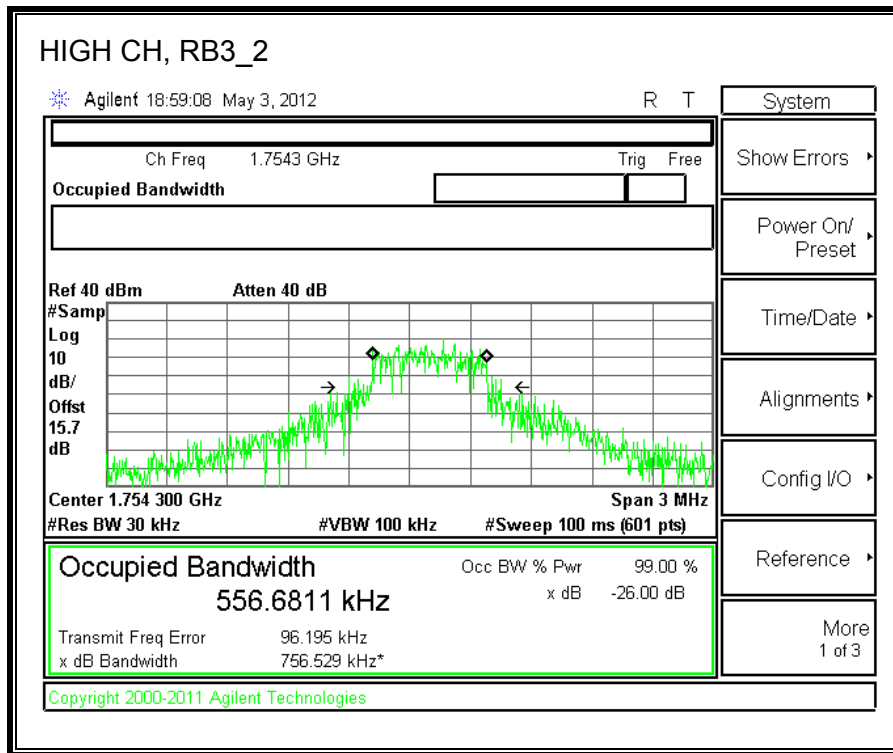 HIGH CH, RB3_2
Agilent 18:59:08 May 3, 2012 R T
System
Ch Freq 1.7543 GHz Trig Free
Occupied Bandwidth
Show Errors
Power On/
Preset
Time/Date
Alignments
Config I/O
Reference
More
1 of 3
Ref 40 dBm Atten 40 dB
#Samp
Log
10
dB/
Offst
15.7
dB
Center 1.754 300 GHz Span 3 MHz
#Res BW 30 kHz #VBW 100 kHz #Sweep 100 ms (601 pts)
Occupied Bandwidth Occ BW % Pwr 99.00 %
556.6811 kHz x dB -26.00 dB
Transmit Freq Error 96.195 kHz
x dB Bandwidth 756.529 kHz*
Copyright 2000-2011 Agilent Technologies